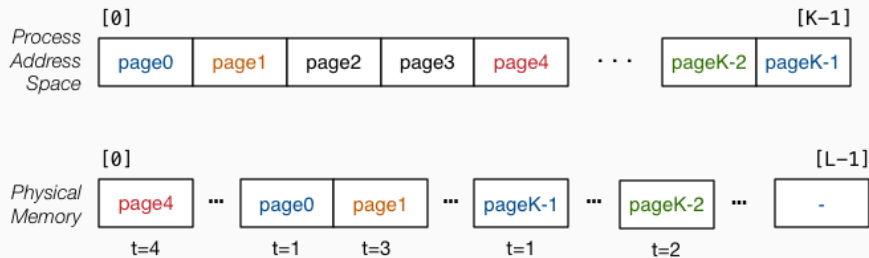 [0] [K-1]
Process
Address
Space
page0 page1 page2 page3 page4 · · · pageK-2 pageK-1
[0] [L-1]
Physical
Memory
page4 ... page0 page1 ... pageK-1 ... pageK-2 ... -
t=4 t=1 t=3 t=1 t=2